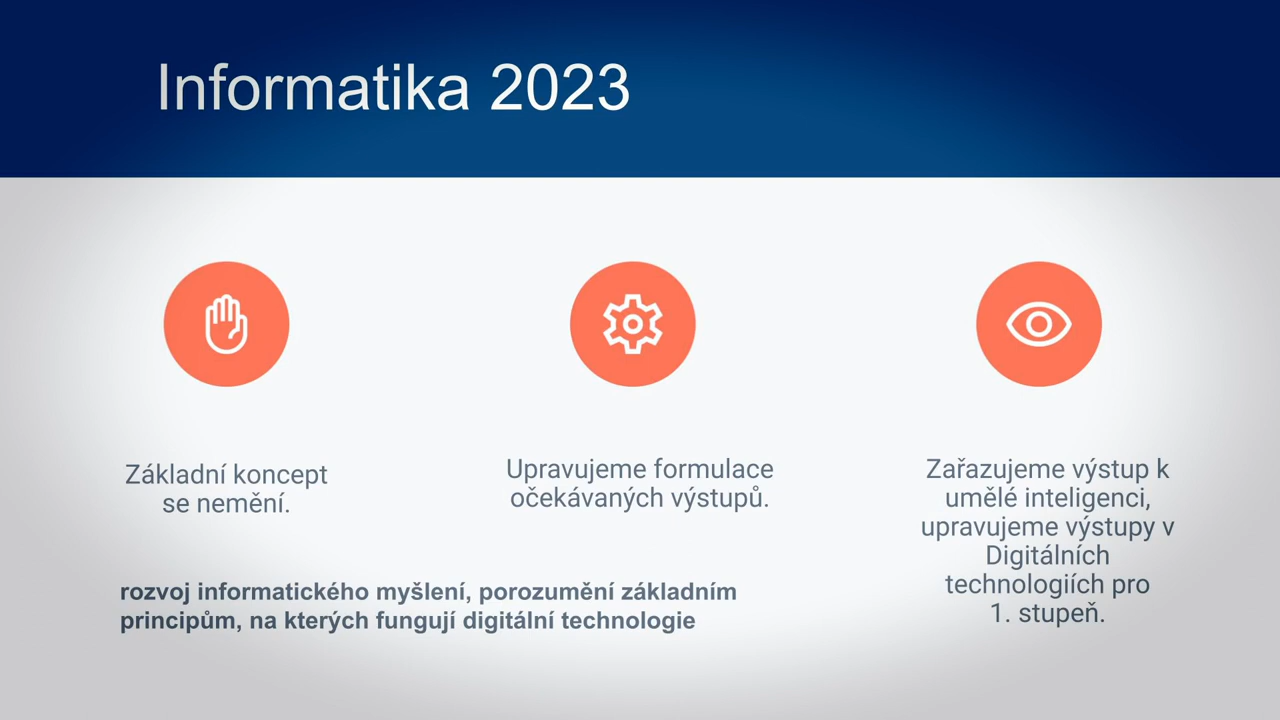 Informatika 2023
Základní koncept
se nemění.
Upravujeme formulace
očekávaných výstupů.
Zařazujeme výstup k
umělé inteligenci,
upravujeme výstupy v
Digitálních
technologiích pro
1. stupeň.
rozvoj informatického myšlení, porozumění základním
principům, na kterých fungují digitální technologie